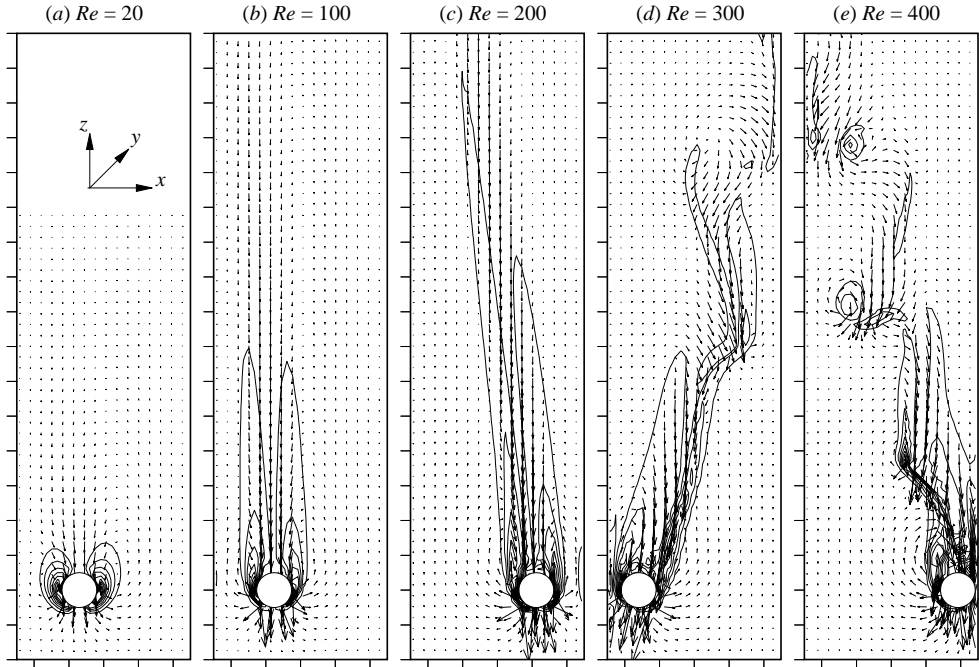 (a) Re = 20
(b) Re = 100
(c) Re = 200
(d) Re = 300
(e) Re = 400
z
y
x